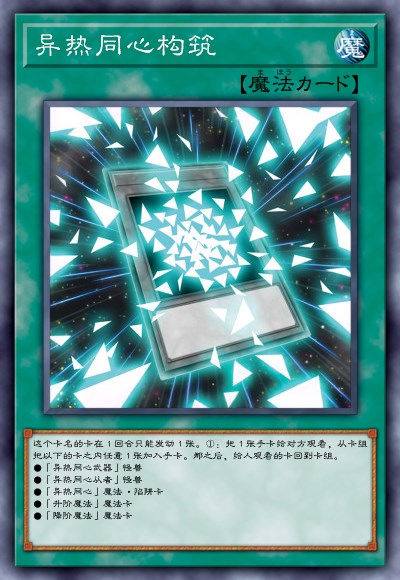 异热同心构筑
魔
【魔法カード】
まほう
这个卡名的卡在1回合只能发动1张。①：把1张手卡给对方观看，从卡组
把以下的卡之内任意1张加入手卡。那之后，给人观看的卡回到卡组。
●「异热同心武器」怪兽
●「异热同心从者」怪兽
●「异热同心」魔法·陷阱卡
●「升阶魔法」魔法卡
●「降阶魔法」魔法卡